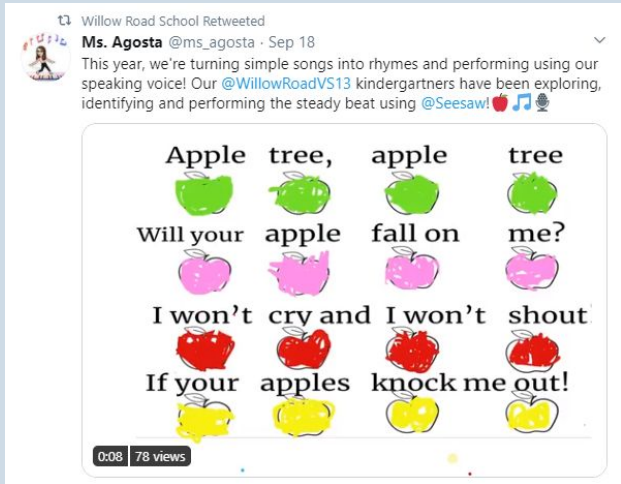 Willow Road School Retweeted
Ms. Agosta @ms_agosta · Sep 18
This year, we're turning simple songs into rhymes and performing using our
speaking voice! Our @WillowRoadVS13 kindergartners have been exploring,
identifying and performing the steady beat using @Seesaw!🍎🎵🎙
Apple tree, apple tree
Will your apple fall on me?
I won't cry and I won't shout
If your apples knock me out!
0:08 78 views